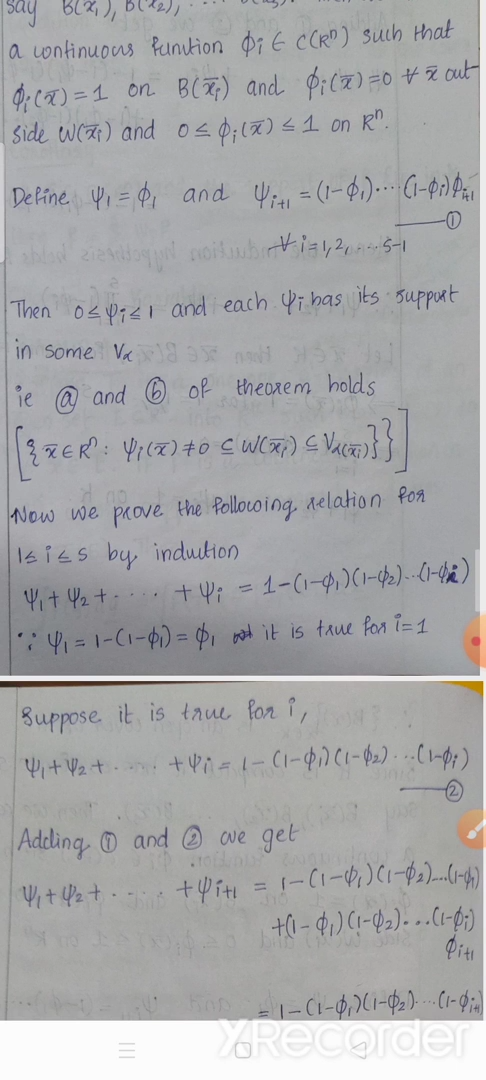 say B(x̄₁), B(x̄₂),
a continuous funtion ϕi ∈ C(Rⁿ) such that
ϕi(x̄) = 1 on B(x̄i) and ϕi(x̄) = 0 ∀ x̄ out
side W(x̄i) and 0 ≤ ϕi(x̄) ≤ 1 on Rⁿ.
Define ψ₁ = ϕ₁ and ψi+1 = (1-ϕ₁)⋯(1-ϕi)ϕi+1
—①
∀ i = 1, 2, ... s-1
Then 0 ≤ ψi ≤ 1 and each ψi has its support
in some Vα
ie ⓐ and ⓑ of theorem holds
[{x̄ ∈ Rⁿ : ψi(x̄) ≠ 0 ⊆ W(x̄i) ⊆ Vα(x̄i)}}]
Now we prove the following relation for
1 ≤ i ≤ s by indution
ψ₁ + ψ₂ + ..... + ψi = 1-(1-ϕ₁)(1-ϕ₂)...(1-ϕi)
∵ ψ₁ = 1-(1-ϕ₁) = ϕ₁ it is true for i = 1
Suppose it is true for i,
ψ₁ + ψ₂ + ..... + ψi = 1-(1-ϕ₁)(1-ϕ₂)...(1-ϕi)
—②
Adding ① and ② we get
ψ₁ + ψ₂ + ..... + ψi+1 = 1-(1-ϕ₁)(1-ϕ₂)...(1-ϕi)
+(1-ϕ₁)(1-ϕ₂)...(1-ϕi)
ϕi+1
= 1-(1-ϕ₁)(1-ϕ₂)...(1-ϕi+1)
XRecorder